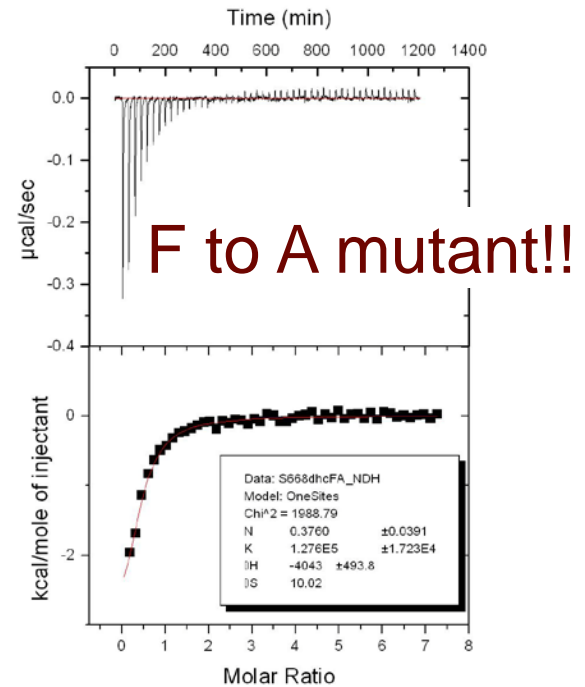 Time (min)
0 200 400 600 800 1000 1200 1400
0.0
-0.1
-0.2
-0.3
-0.4
µcal/sec
F to A mutant!!
0
-2
kcal/mole of injectant
Data: S668dhcFA_NDH
Model: OneSites
Chi^2 = 1988.79
N 0.3760 ±0.0391
K 1.276E5 ±1.723E4
▯H -4043 ±493.8
▯S 10.02
0 1 2 3 4 5 6 7 8
Molar Ratio